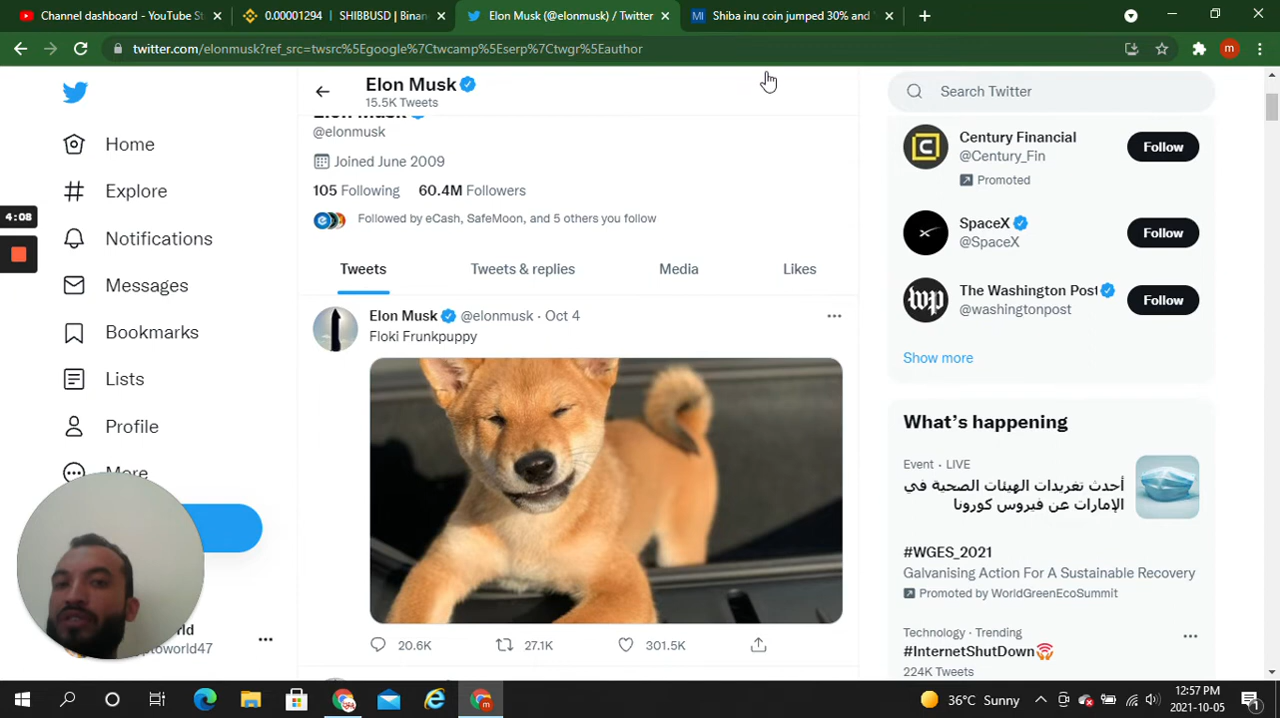 Channel dashboard - YouTube St
0.00001294 | SHIBBUSD | Binan
Elon Musk (@elonmusk) / Twitter
MI Shiba inu coin jumped 30% and
twitter.com/elonmusk?ref_src=twsrc%5Egoogle%7Ctwcamp%5Eserp%7Ctwgr%5Eauthor
m
Home
Explore
Notifications
Messages
Bookmarks
Lists
Profile
More
4:08
Elon Musk
15.5K Tweets
Elon Musk
@elonmusk
Joined June 2009
105 Following 60.4M Followers
Followed by eCash, SafeMoon, and 5 others you follow
Tweets Tweets & replies Media Likes
Elon Musk @elonmusk · Oct 4
Floki Frunkpuppy
20.6K 27.1K 301.5K
Search Twitter
Century Financial
@Century_Fin
Promoted
Follow
SpaceX
@SpaceX
Follow
wp
The Washington Post
@washingtonpost
Follow
Show more
What's happening
Event · LIVE
أحدث تغريدات الهيئات الصحية في
الإمارات عن فيروس كورونا
#WGES_2021
Galvanising Action For A Sustainable Recovery
Promoted by WorldGreenEcoSummit
Technology · Trending
#InternetShutDown
224K Tweets
36°C Sunny
12:57 PM
2021-10-05
1